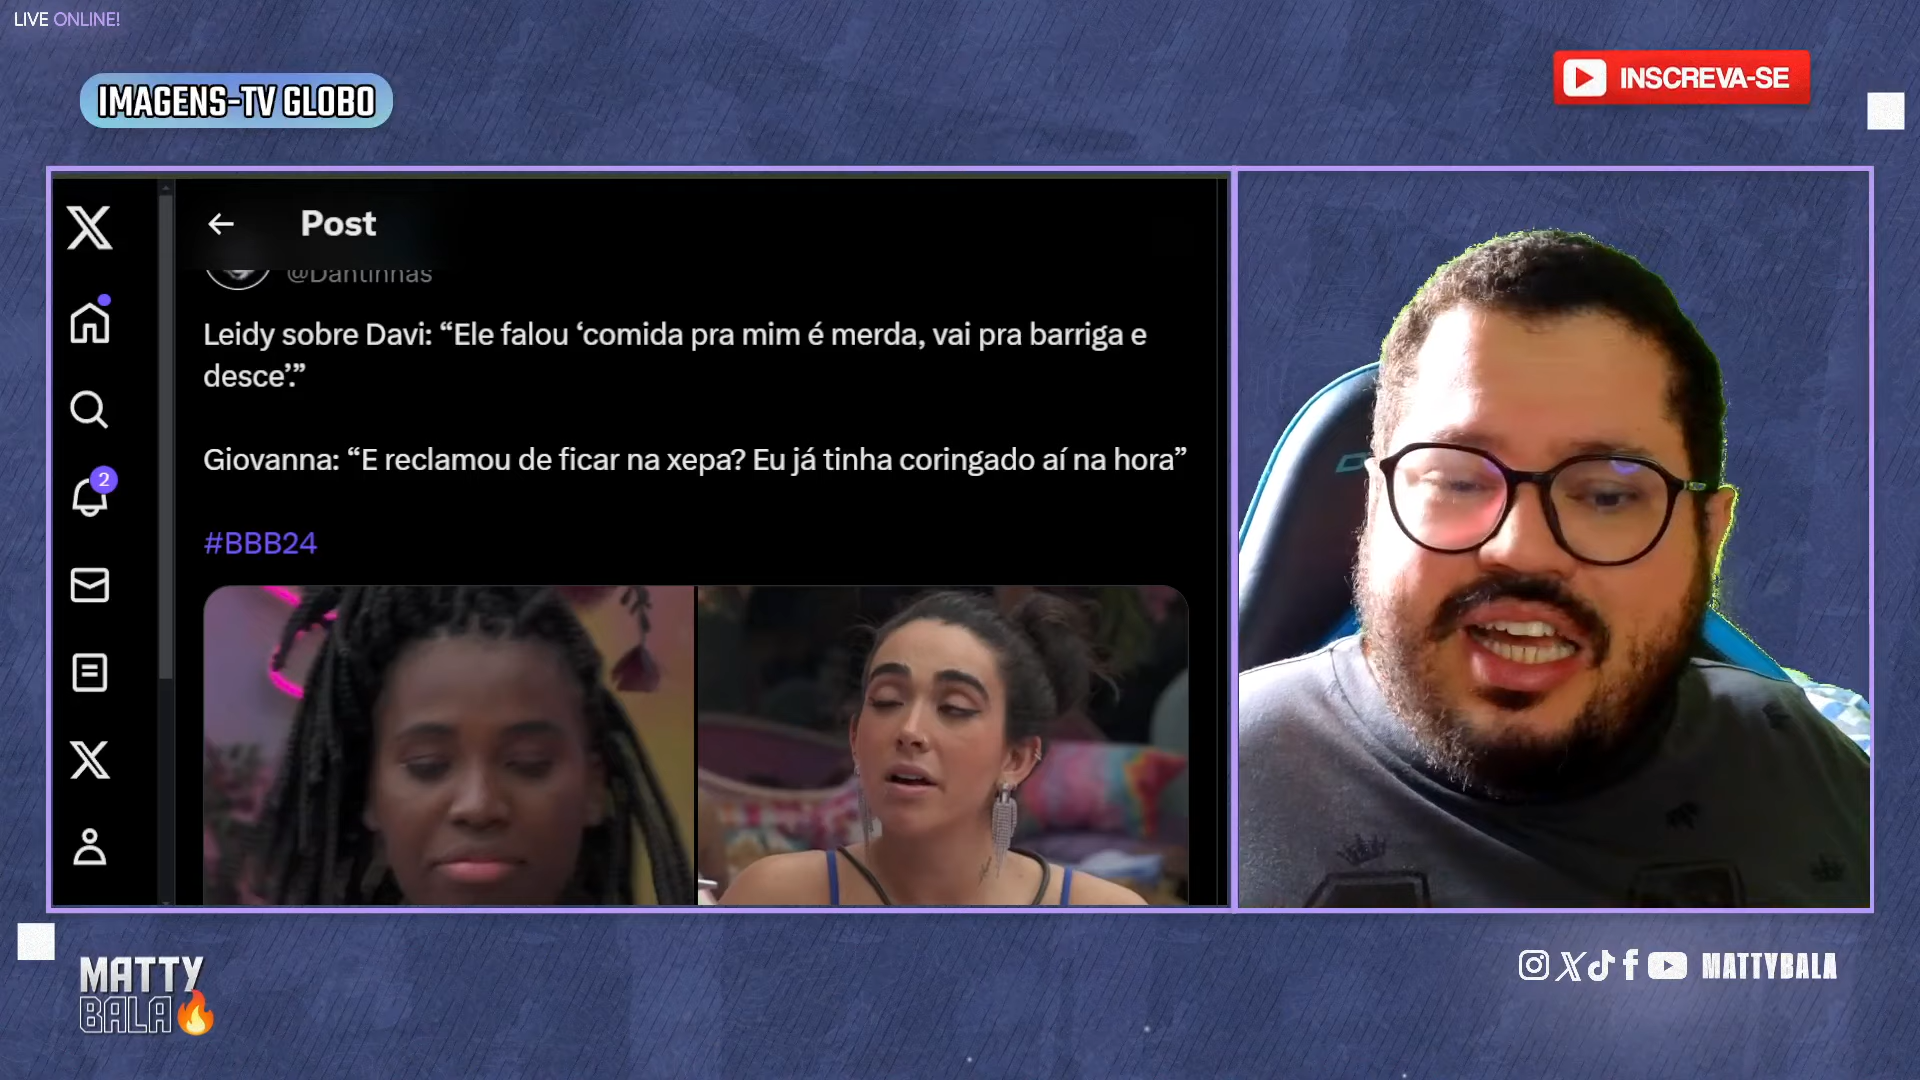 LIVE ONLINE!
IMAGENS-TV GLOBO
INSCREVA-SE
Post
@Dantinhas
Leidy sobre Davi: “Ele falou ‘comida pra mim é merda, vai pra barriga e
desce’.”
Giovanna: “E reclamou de ficar na xepa? Eu já tinha coringado aí na hora”
#BBB24
2
MATTY
BALA
MATTYBALA